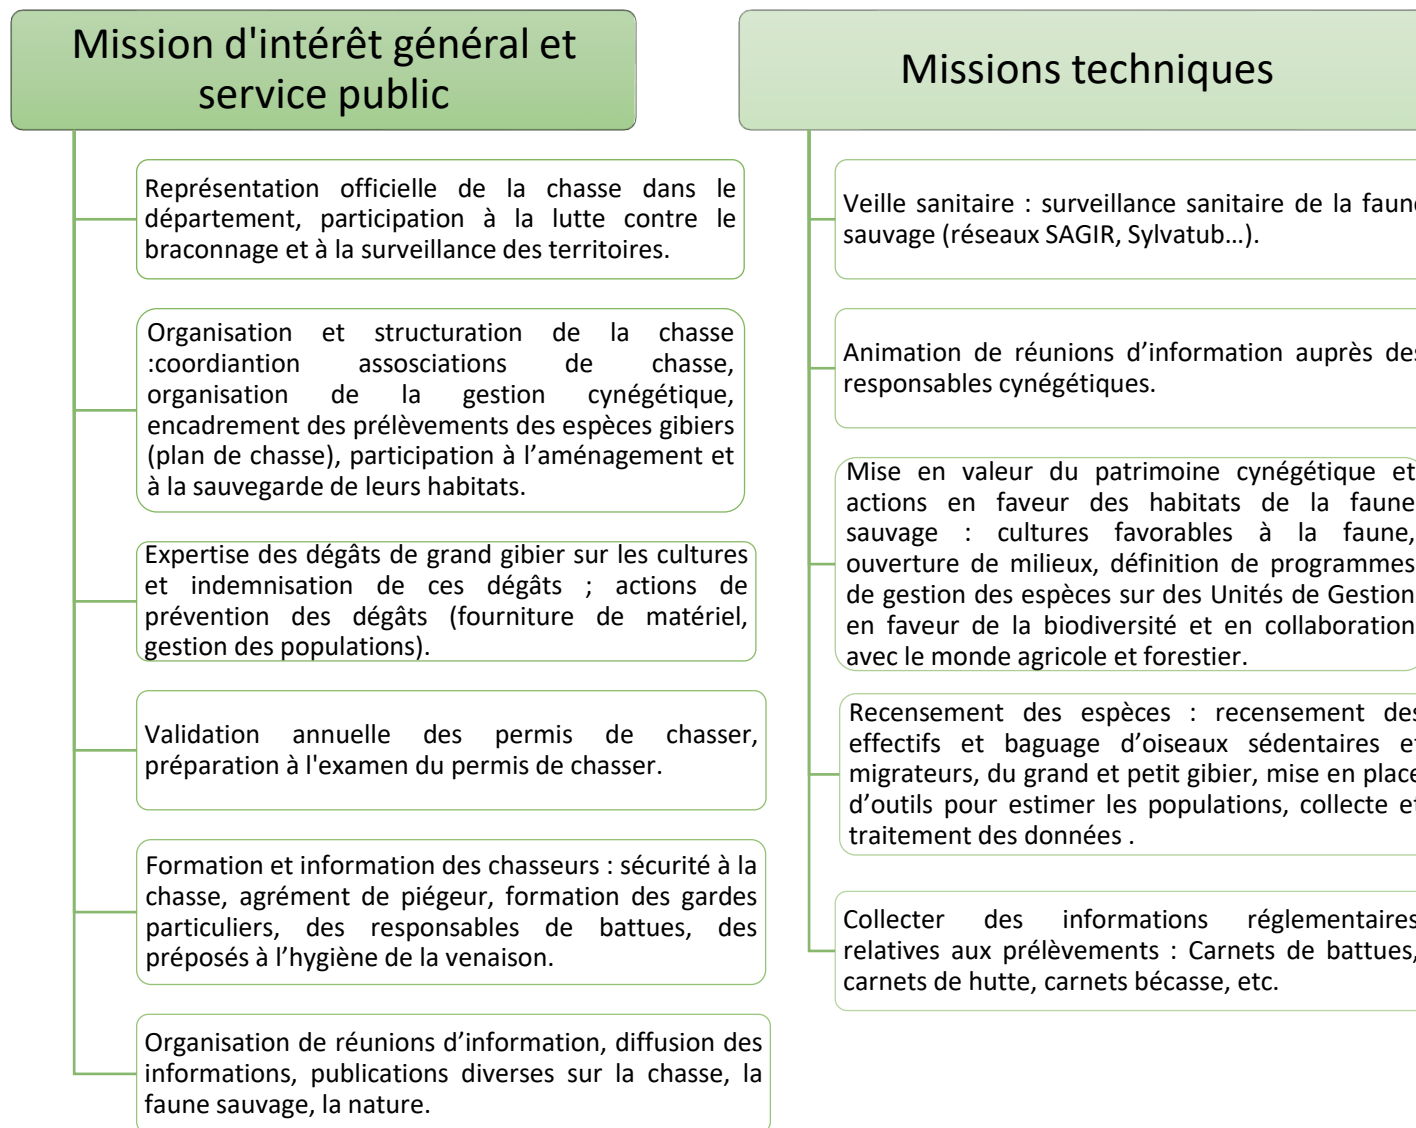 Mission d'intérêt général et
service public
Représentation officielle de la chasse dans le
département, participation à la lutte contre le
braconnage et à la surveillance des territoires.
Organisation et structuration de la chasse
:coordiantion assosciations de chasse,
organisation de la gestion cynégétique,
encadrement des prélèvements des espèces gibiers
(plan de chasse), participation à l’aménagement et
à la sauvegarde de leurs habitats.
Expertise des dégâts de grand gibier sur les cultures
et indemnisation de ces dégâts ; actions de
prévention des dégâts (fourniture de matériel,
gestion des populations).
Validation annuelle des permis de chasser,
préparation à l'examen du permis de chasser.
Formation et information des chasseurs : sécurité à la
chasse, agrément de piégeur, formation des gardes
particuliers, des responsables de battues, des
préposés à l’hygiène de la venaison.
Organisation de réunions d’information, diffusion des
informations, publications diverses sur la chasse, la
faune sauvage, la nature.
Missions techniques
Veille sanitaire : surveillance sanitaire de la faune
sauvage (réseaux SAGIR, Sylvatub…).
Animation de réunions d’information auprès des
responsables cynégétiques.
Mise en valeur du patrimoine cynégétique et
actions en faveur des habitats de la faune
sauvage : cultures favorables à la faune,
ouverture de milieux, définition de programmes
de gestion des espèces sur des Unités de Gestion
en faveur de la biodiversité et en collaboration
avec le monde agricole et forestier.
Recensement des espèces : recensement des
effectifs et baguage d’oiseaux sédentaires et
migrateurs, du grand et petit gibier, mise en place
d’outils pour estimer les populations, collecte et
traitement des données .
Collecter des informations réglementaires
relatives aux prélèvements : Carnets de battues,
carnets de hutte, carnets bécasse, etc.